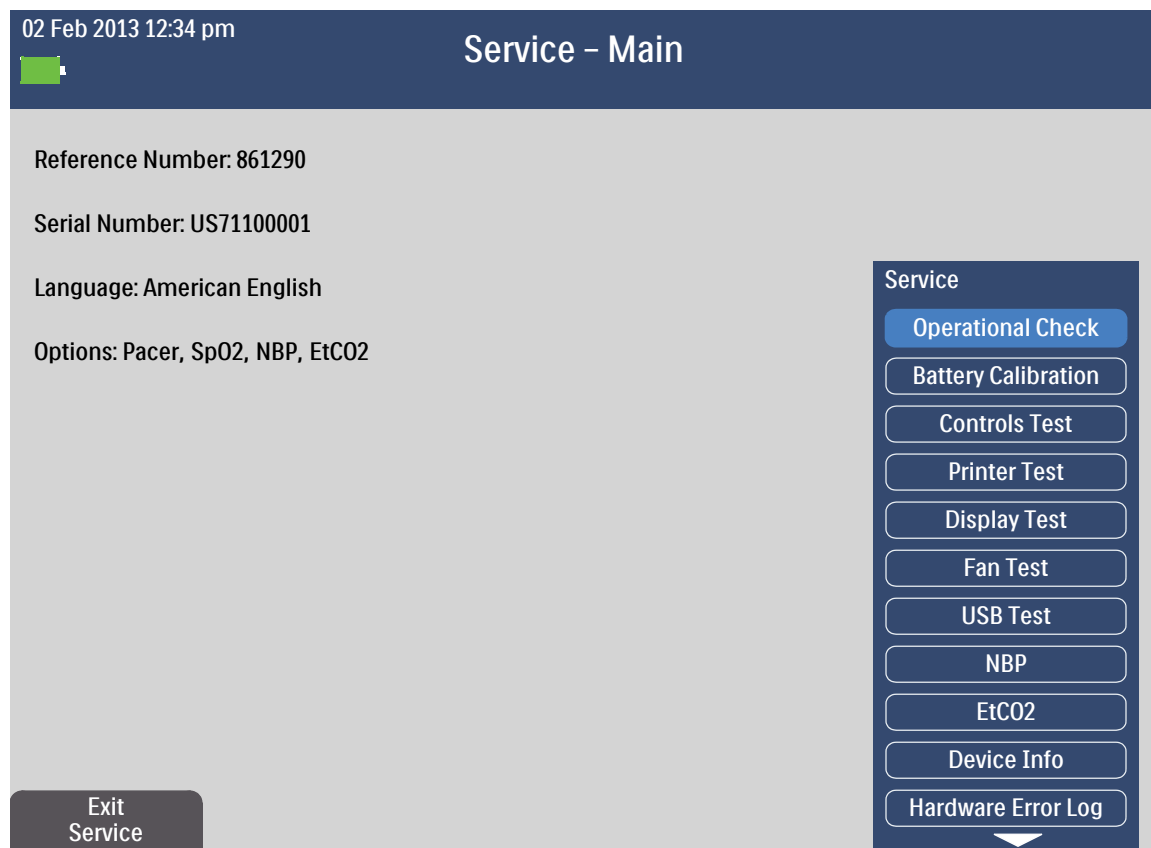 02 Feb 2013 12:34 pm
Service – Main
Reference Number: 861290
Serial Number: US71100001
Language: American English
Options: Pacer, SpO2, NBP, EtCO2
Service
Operational Check
Battery Calibration
Controls Test
Printer Test
Display Test
Fan Test
USB Test
NBP
EtCO2
Device Info
Hardware Error Log
Exit
Service